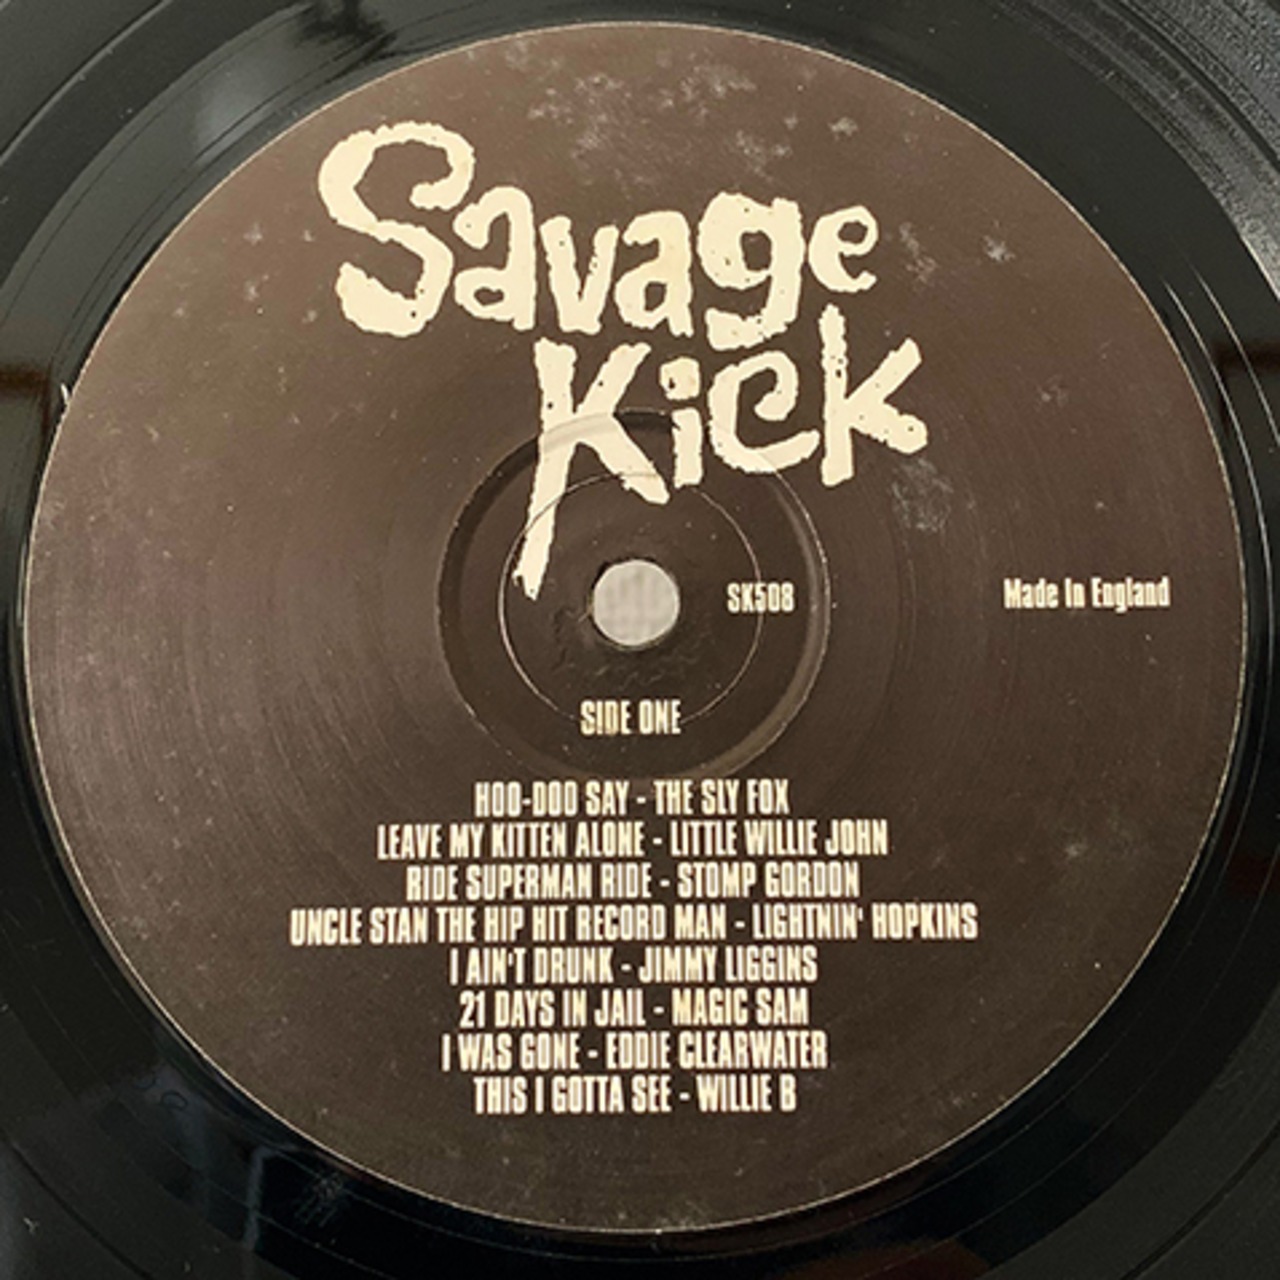 Savage
Kick
SK508
Made In England
SIDE ONE
HOO-DOO SAY - THE SLY FOX
LEAVE MY KITTEN ALONE - LITTLE WILLIE JOHN
RIDE SUPERMAN RIDE - STOMP GORDON
UNCLE STAN THE HIP HIT RECORD MAN - LIGHTNIN' HOPKINS
I AIN'T DRUNK - JIMMY LIGGINS
21 DAYS IN JAIL - MAGIC SAM
I WAS GONE - EDDIE CLEARWATER
THIS I GOTTA SEE - WILLIE B